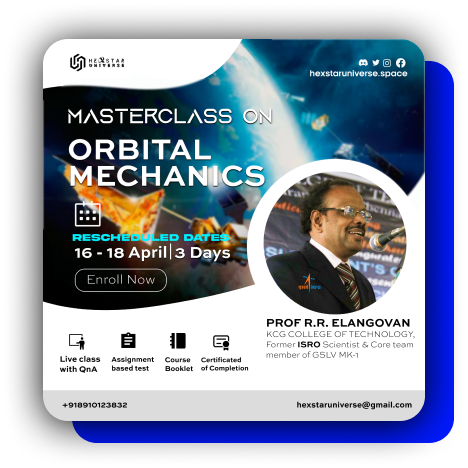 HEXSTAR
UNIVERSE
hexstaruniverse.space
MASTERCLASS ON
ORBITAL
MECHANICS
RESCHEDULED DATES
16 - 18 April| 3 Days
Enroll Now
PROF R.R. ELANGOVAN
KCG COLLEGE OF TECHNOLOGY,
Former ISRO Scientist & Core team
member of GSLV MK-1
Live class
with QnA
Assignment
based test
Course
Booklet
Certificated
of Completion
+918910123832
hexstaruniverse@gmail.com